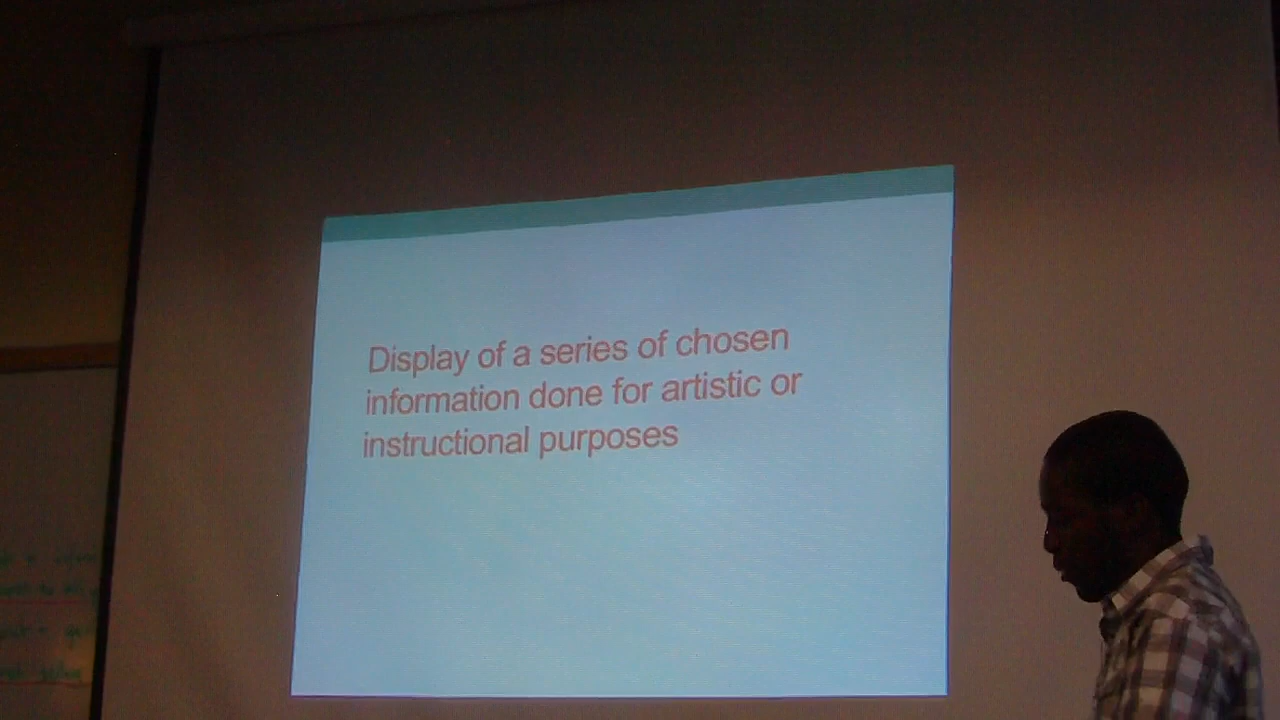 Display of a series of chosen
information done for artistic or
instructional purposes